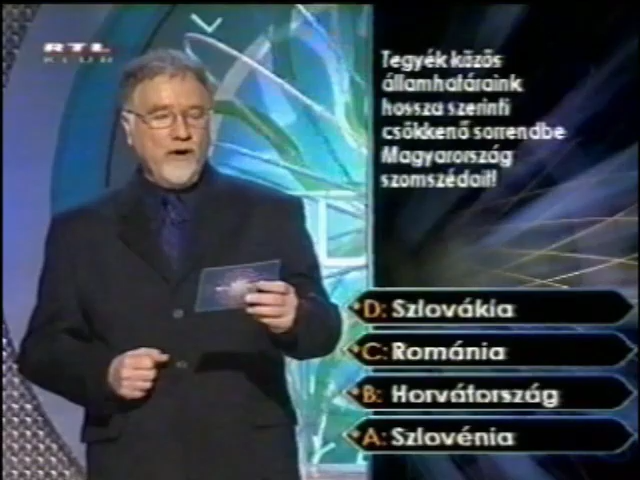 RTL
KLUB
Tegyék közös
államhatáraink
hossza szerinti
csökkenő sorrendbe
Magyarország
szomszédait!
D: Szlovákia
C: Románia
B: Horvátország
A: Szlovénia